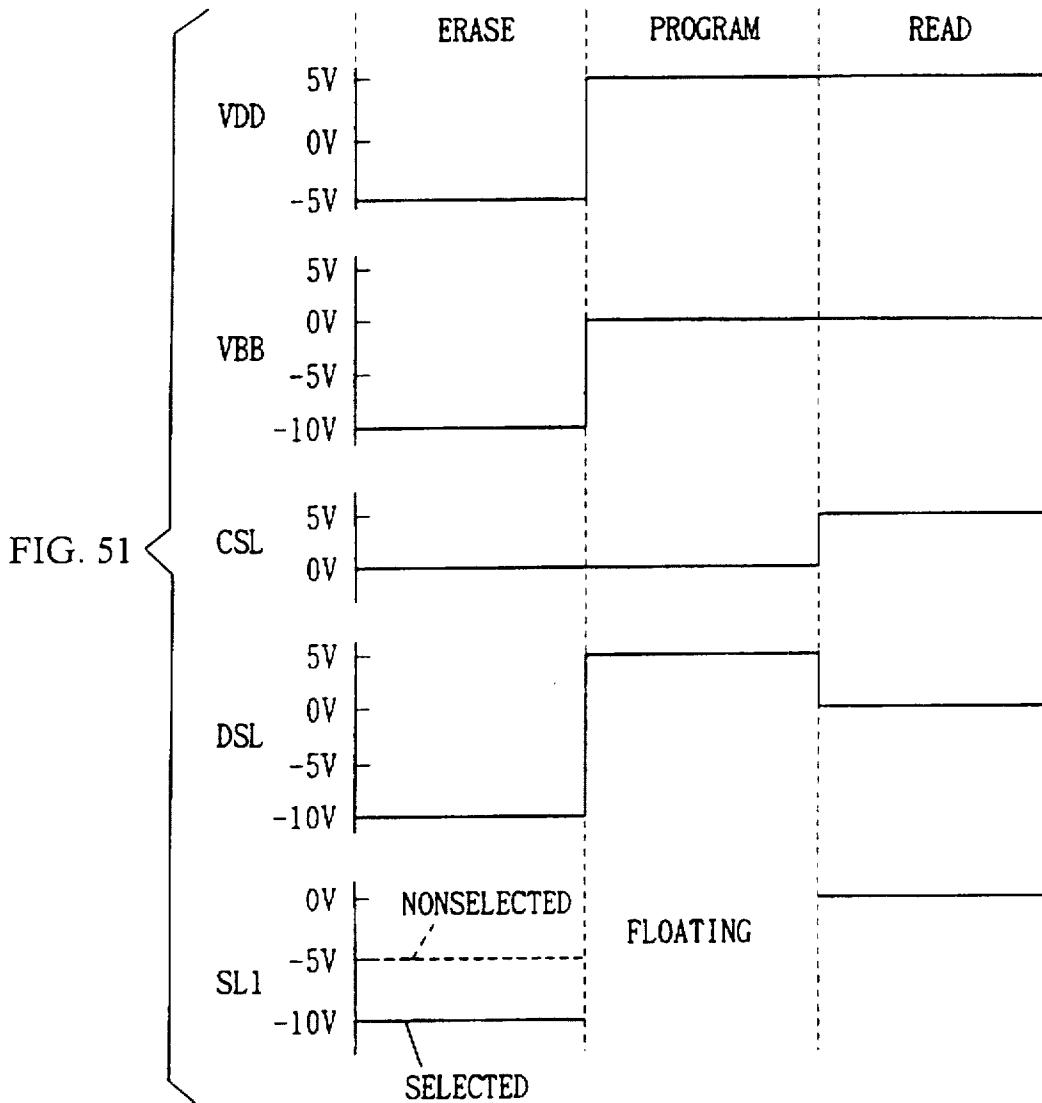 ERASE PROGRAM READ
5V
VDD
0V
-5V
5V
0V
VBB
-5V
-10V
FIG. 51
5V
CSL
0V
5V
0V
DSL
-5V
-10V
0V
NONSELECTED
FLOATING
-5V
SL1
-10V
SELECTED